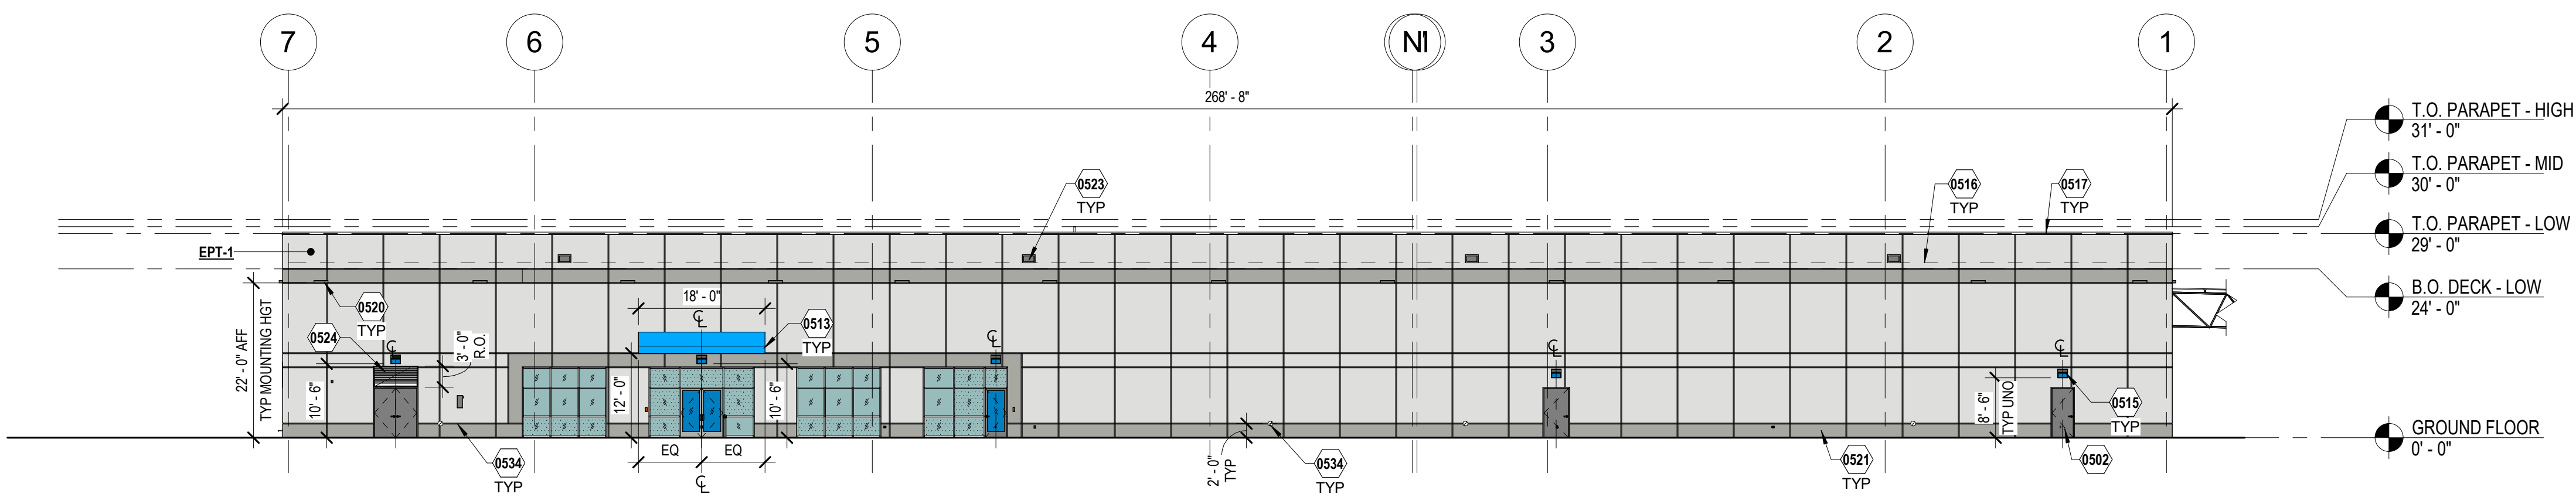 7
6
5
4
N1
3
2
1
268' - 8"
T.O. PARAPET - HIGH
31' - 0"
T.O. PARAPET - MID
30' - 0"
T.O. PARAPET - LOW
29' - 0"
B.O. DECK - LOW
24' - 0"
GROUND FLOOR
0' - 0"
0523
TYP
0516
TYP
0517
TYP
EPT-1
0520
TYP
0524
22' - 0" AFF
TYP MOUNTING HGT
10' - 6"
3' - 0"
R.O.
18' - 0"
0513
TYP
12' - 0"
10' - 6"
EQ
EQ
0534
TYP
2' - 0"
TYP
0534
TYP
8' - 6"
TYP UNO
0515
TYP
0521
TYP
0502